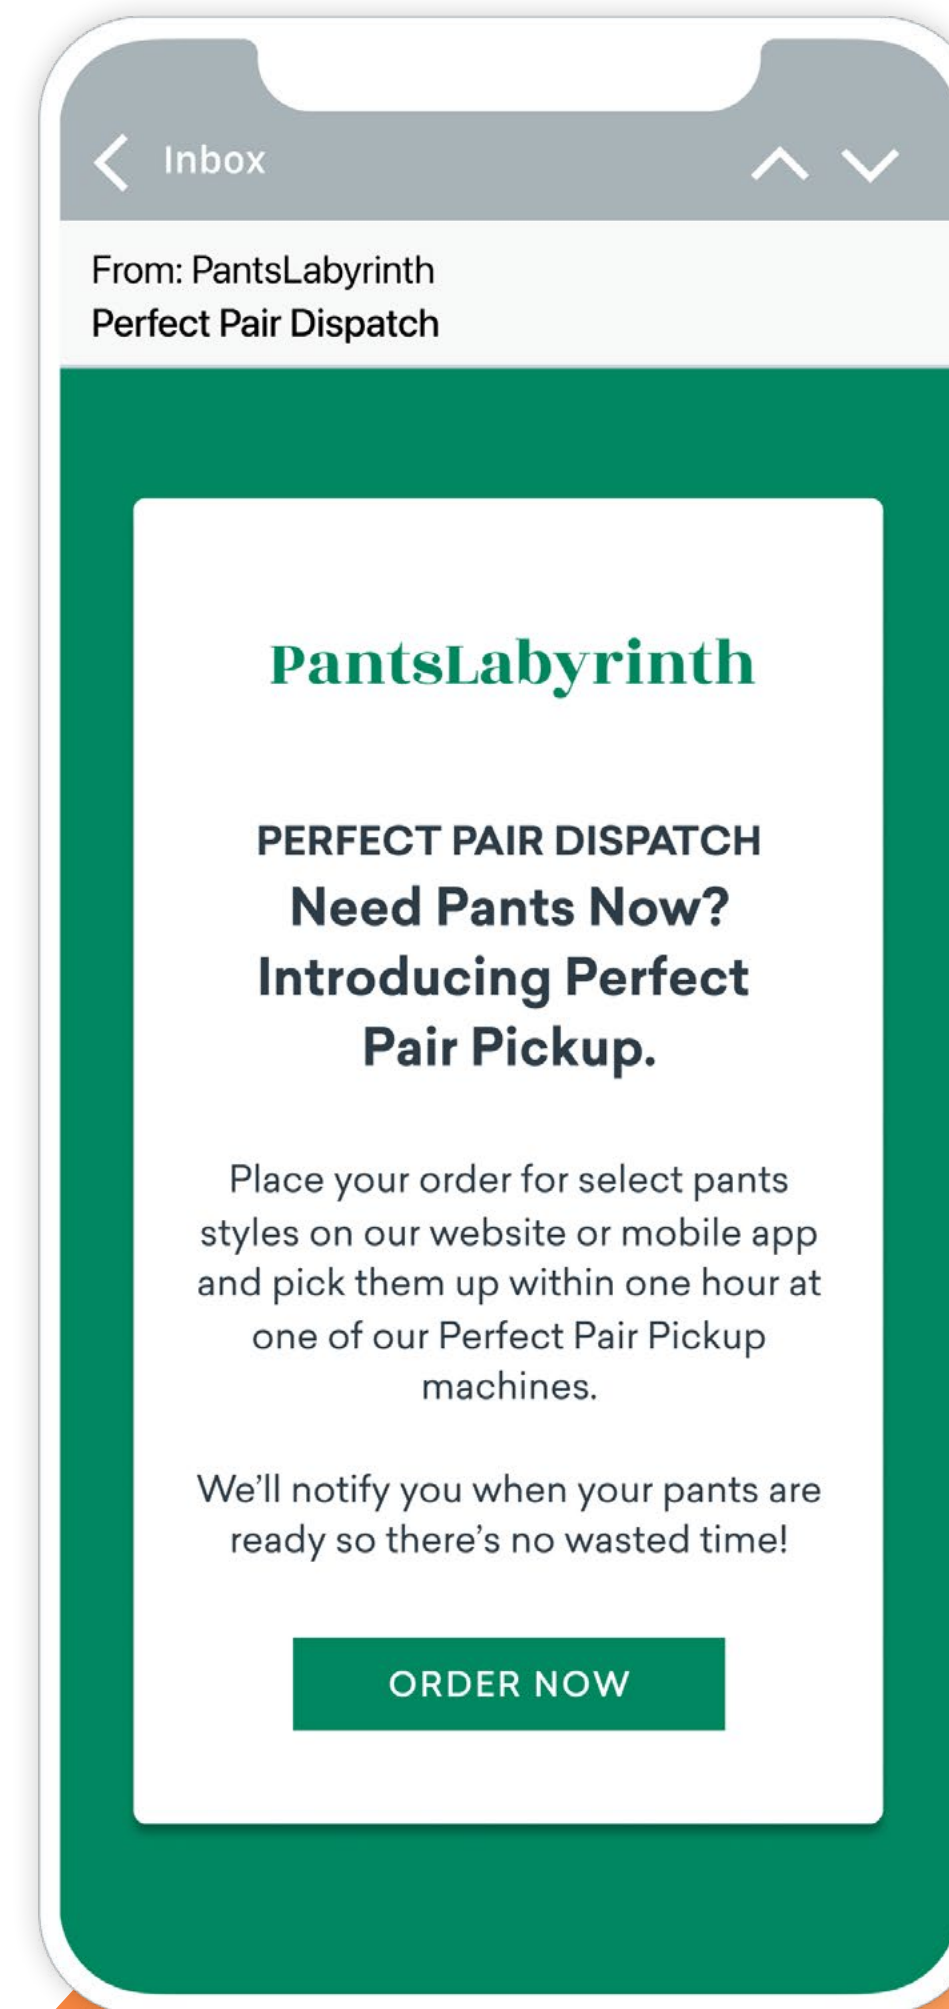 Inbox
From: PantsLabyrinth
Perfect Pair Dispatch
PantsLabyrinth
PERFECT PAIR DISPATCH
Need Pants Now?
Introducing Perfect
Pair Pickup.
Place your order for select pants
styles on our website or mobile app
and pick them up within one hour at
one of our Perfect Pair Pickup
machines.
We’ll notify you when your pants are
ready so there’s no wasted time!
ORDER NOW